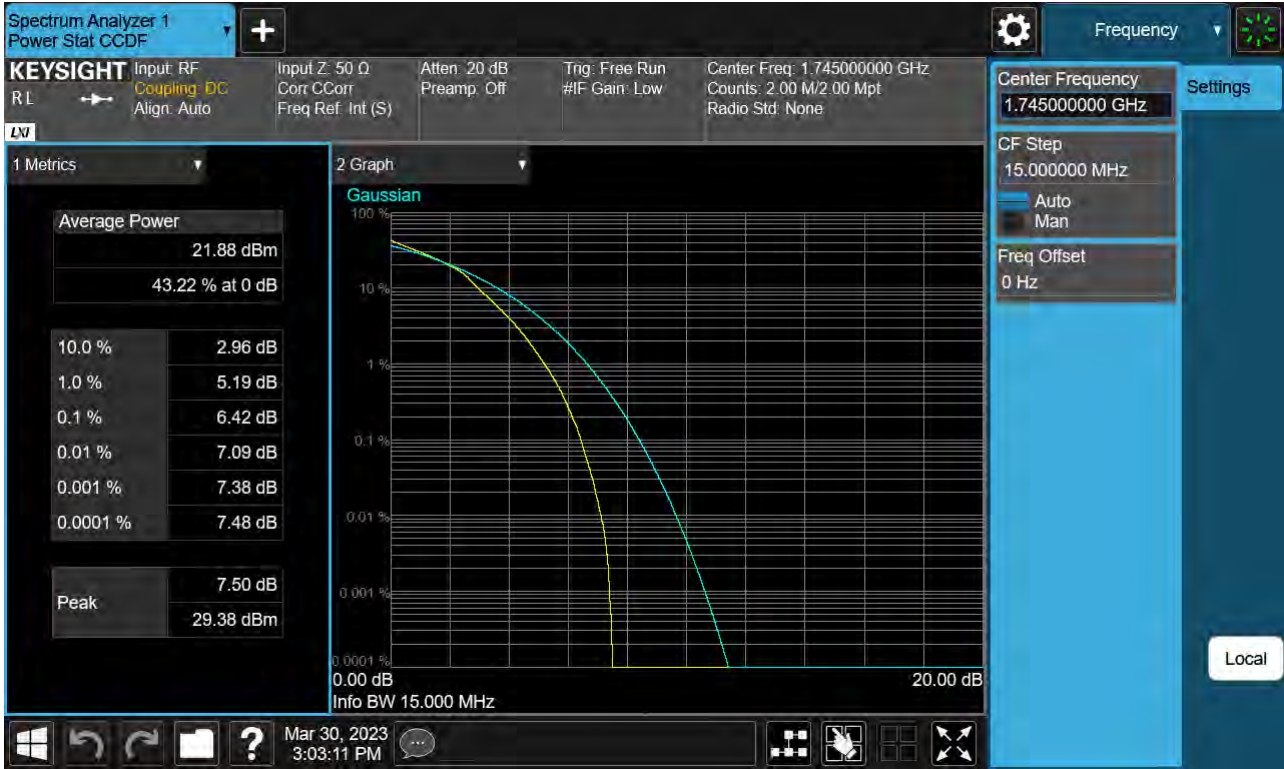 Spectrum Analyzer 1
Power Stat CCDF
Frequency
KEYSIGHT
R L
LXI
Input: RF
Coupling: DC
Align: Auto
Input Z: 50 Ω
Corr CCorr
Freq Ref: Int (S)
Atten: 20 dB
Preamp: Off
Trig: Free Run
#IF Gain: Low
Center Freq: 1.745000000 GHz
Counts: 2.00 M/2.00 Mpt
Radio Std: None
Center Frequency
1.745000000 GHz
Settings
CF Step
15.000000 MHz
Auto
Man
Freq Offset
0 Hz
Local
1 Metrics
Average Power
21.88 dBm
43.22 % at 0 dB
10.0 % 2.96 dB
1.0 % 5.19 dB
0.1 % 6.42 dB
0.01 % 7.09 dB
0.001 % 7.38 dB
0.0001 % 7.48 dB
Peak
7.50 dB
29.38 dBm
2 Graph
Gaussian
100 %
10 %
1 %
0.1 %
0.01 %
0.001 %
0.0001 %
0.00 dB 20.00 dB
Info BW 15.000 MHz
?
Mar 30, 2023
3:03:11 PM